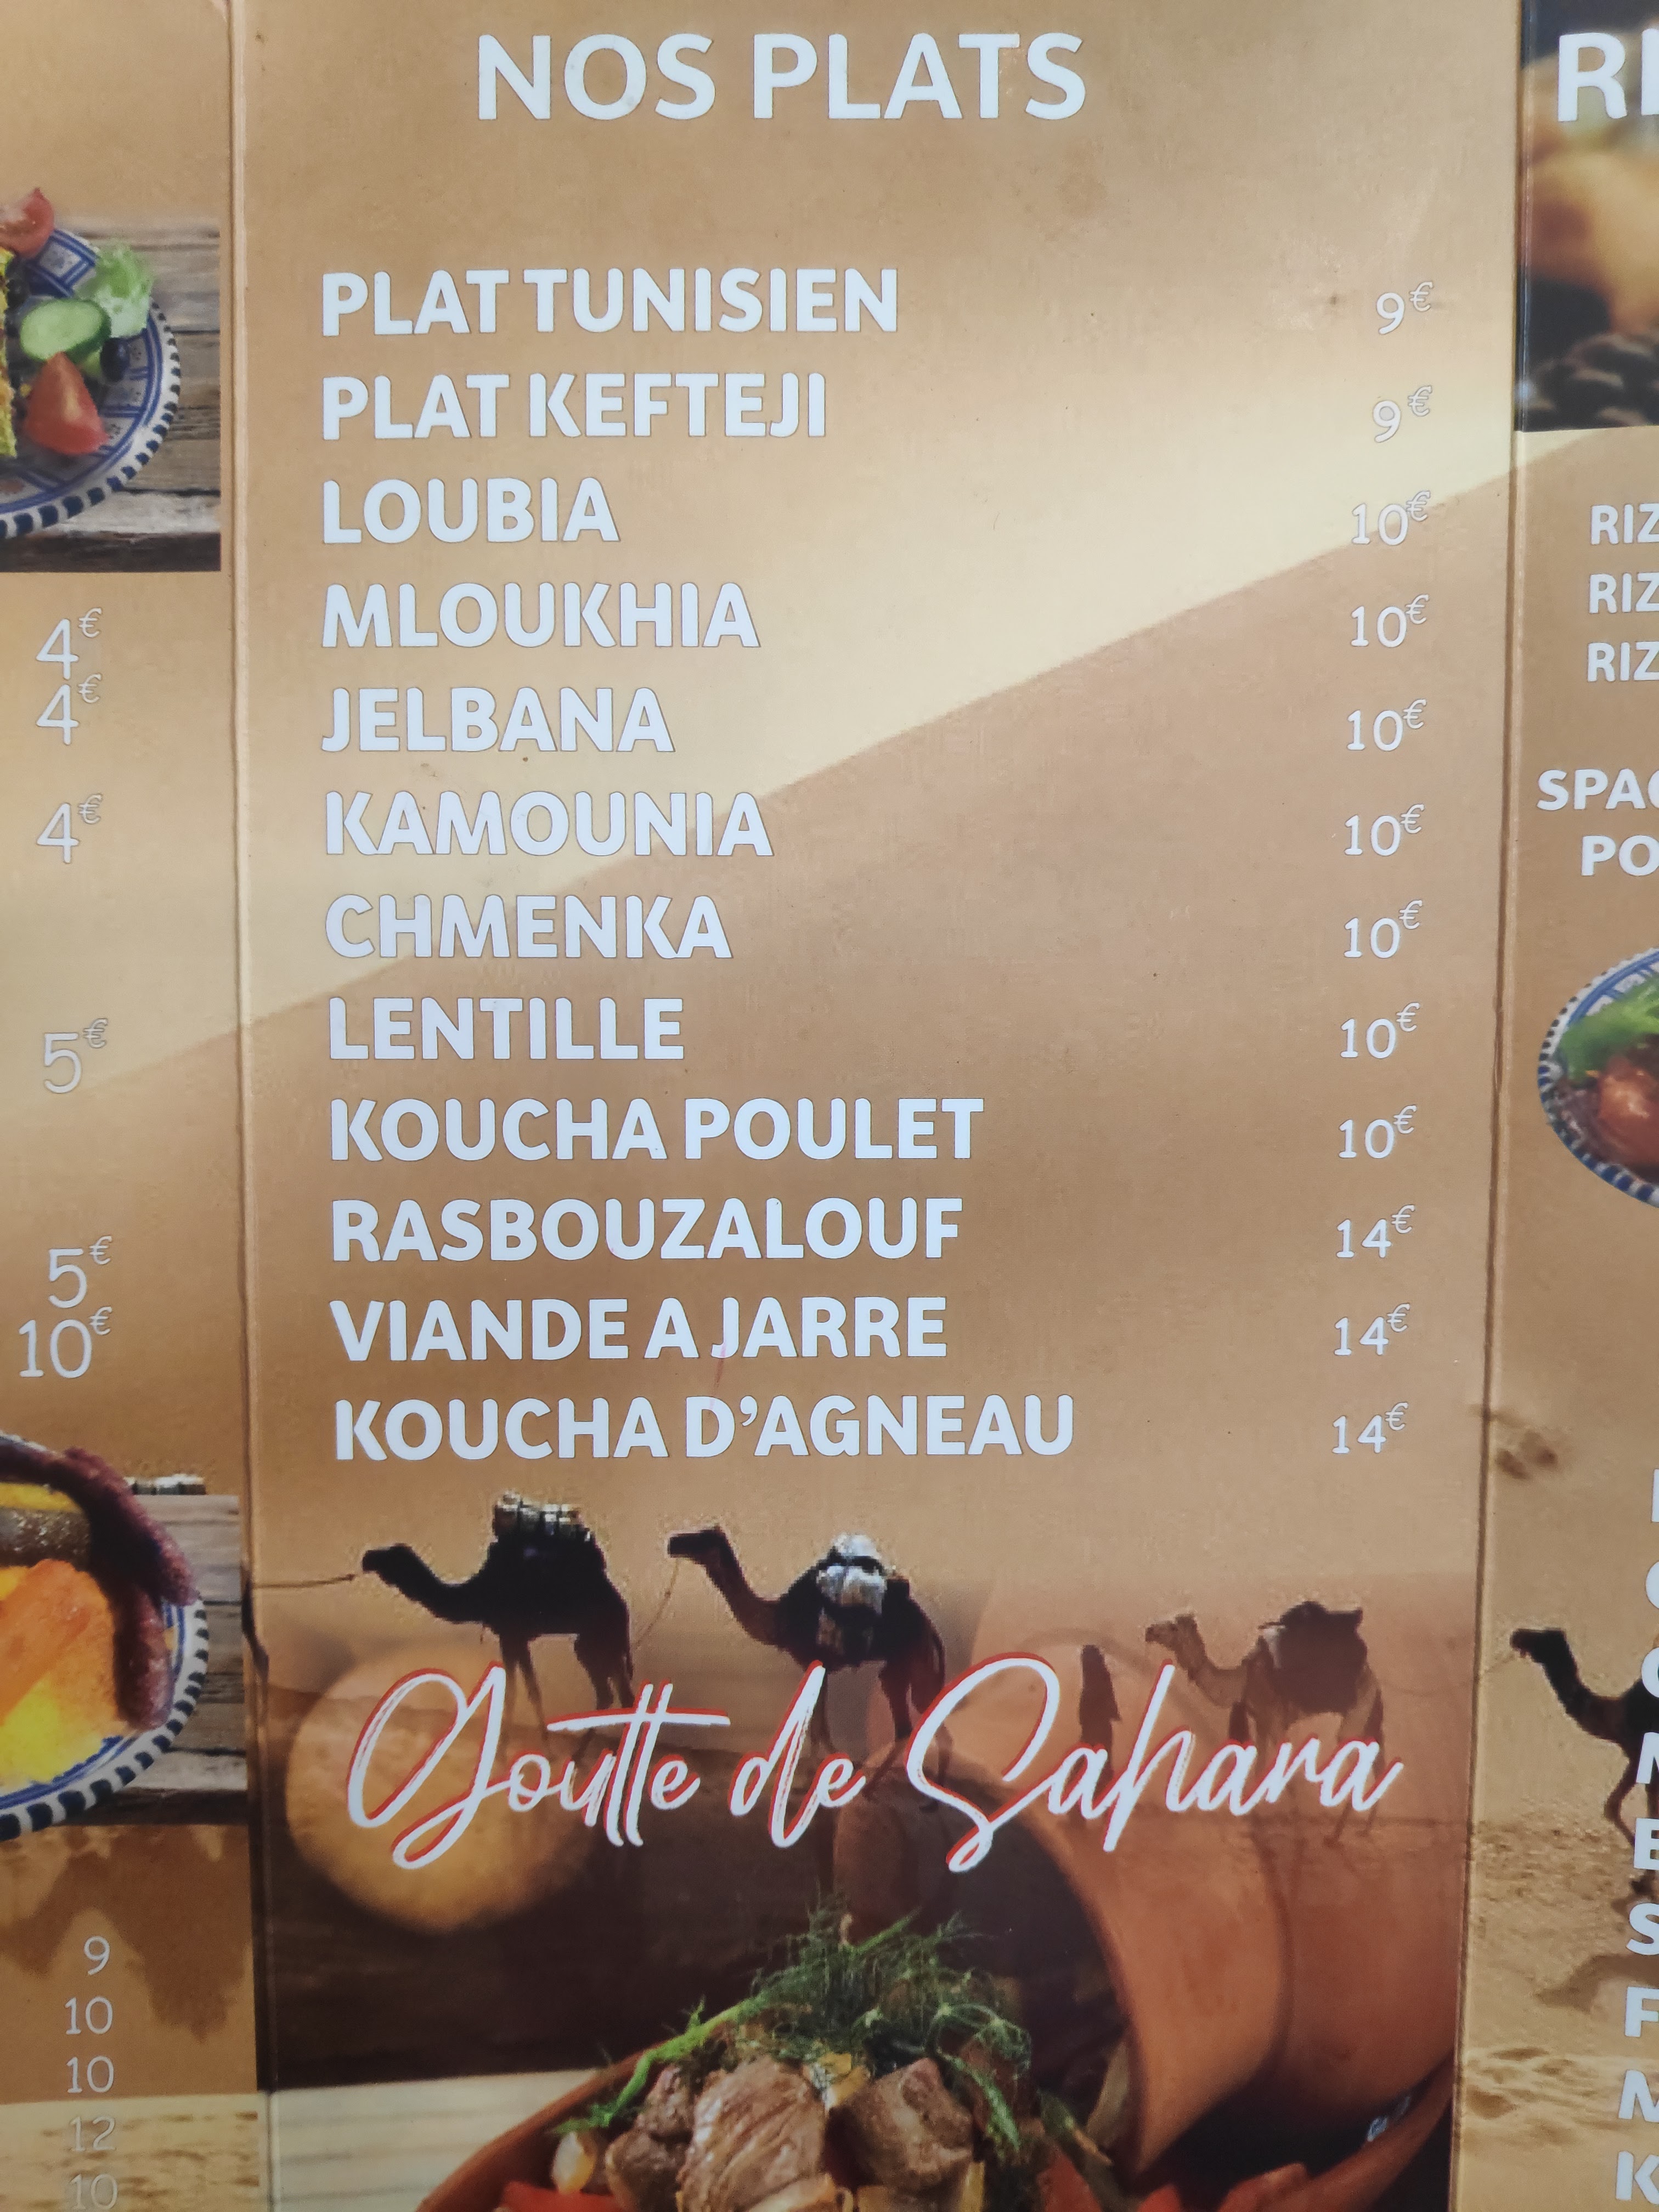 NOS PLATS
PLAT TUNISIEN 9€
PLAT KEFTEJI 9€
LOUBIA 10€
MLOUKHIA 10€
JELBANA 10€
KAMOUNIA 10€
CHMENKA 10€
LENTILLE 10€
KOUCHA POULET 10€
RASBOUZALOUF 14€
VIANDE A JARRE 14€
KOUCHA D'AGNEAU 14€
Goutte de Sahara
4€
4€
4€
5€
5€
10€
9
10
10
12
10
RIZ
RIZ
RIZ